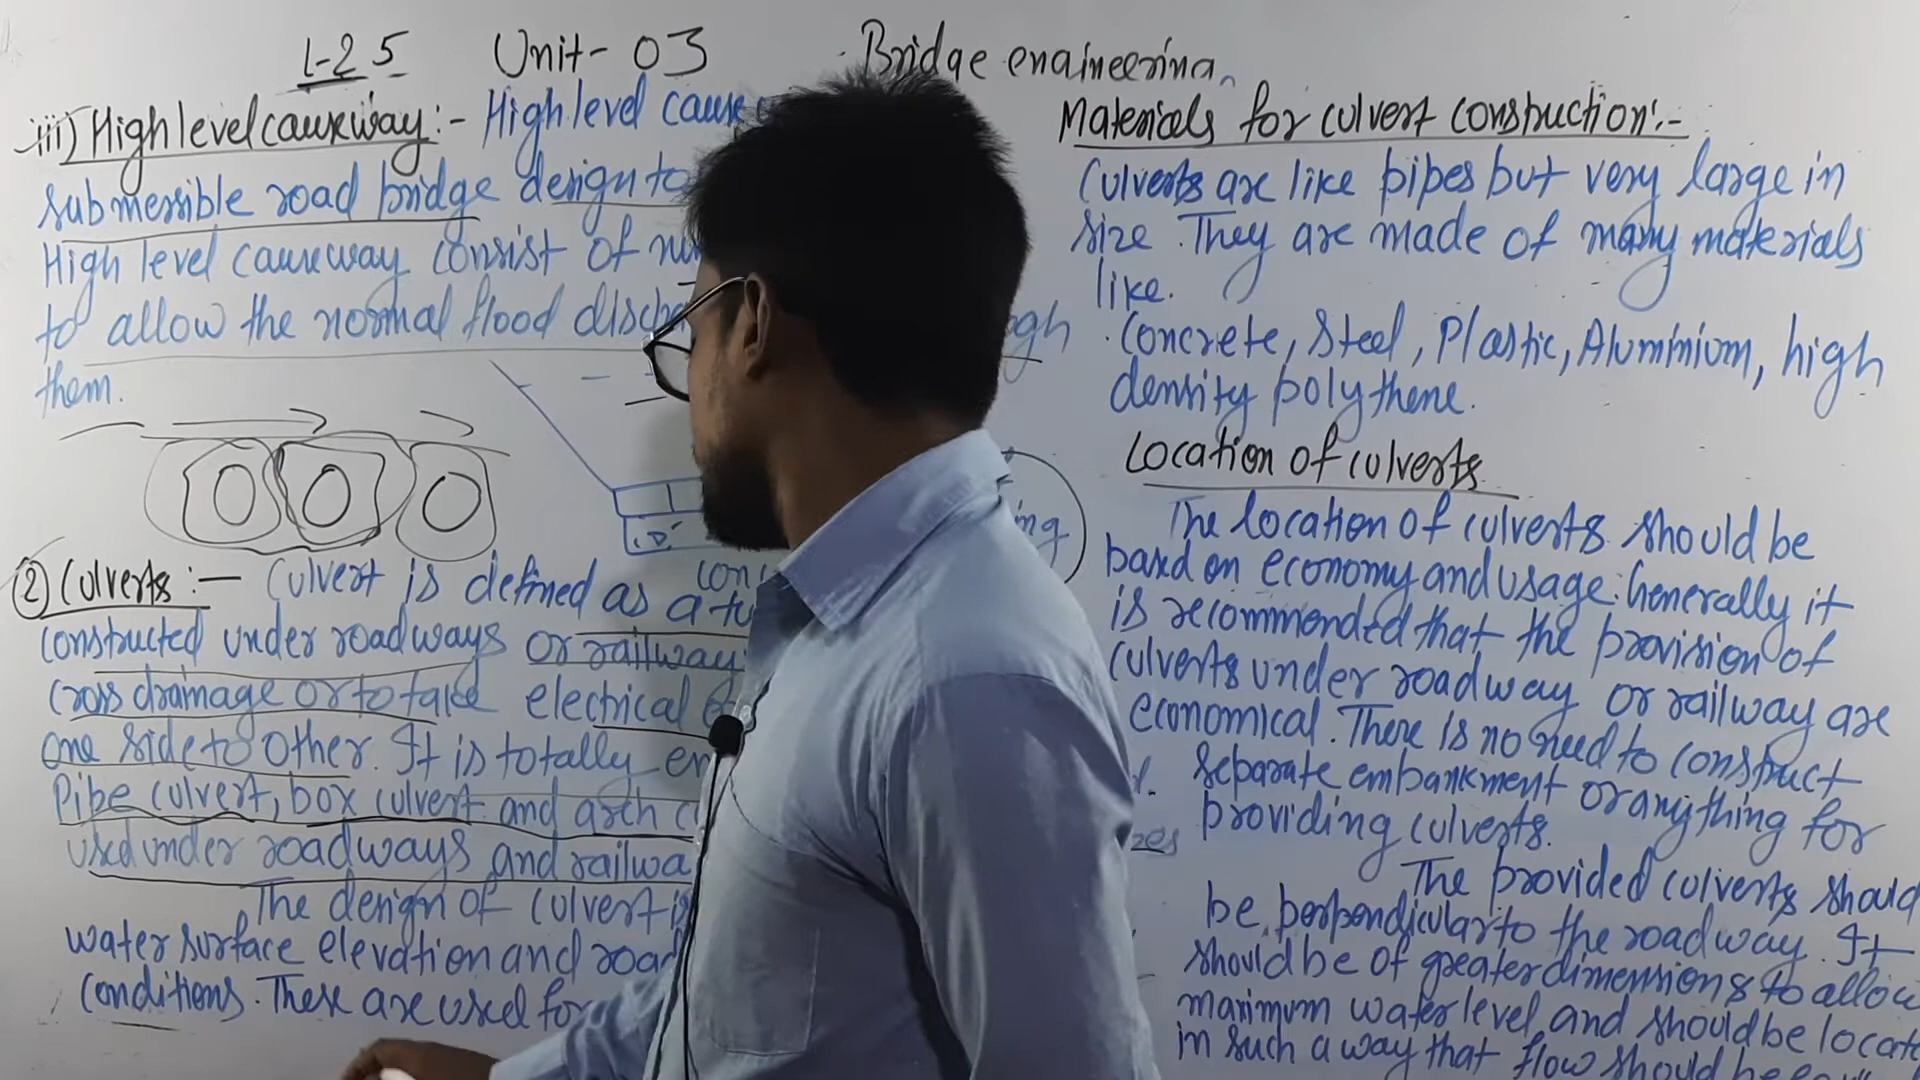 L-25 Unit-03 Bridge engineering
iii) High level causeway :- High level cause
submersible road bridge design to
High level causeway consist of
to allow the normal flood discha ough
them.
2 Culverts :- Culvert is defined as a tu
con
constructed under roadways or railway
Cross drainage or to take electrical
one side to other. It is totally en
Pipe culvert, box culvert and arch c
used under roadways and railwa
The design of culvert is
water surface elevation and road
conditions. These are used for
ing
Materials for culvert construction:-
Culverts are like pipes but very large in
size. They are made of many materials
like.
Concrete, Steel, Plastic, Aluminium, high
density polythene.
Location of culverts
The location of culverts should be
based on economy and usage. Generally it
is recommended that the provision of
culverts under roadway or railway are
economical. There is no need to construct
separate embankment or anything for
providing culverts.
The provided culverts should
be perpendicular to the roadway. It
should be of greater dimensions to allow
maximum water level and should be locate
in such a way that flow should be